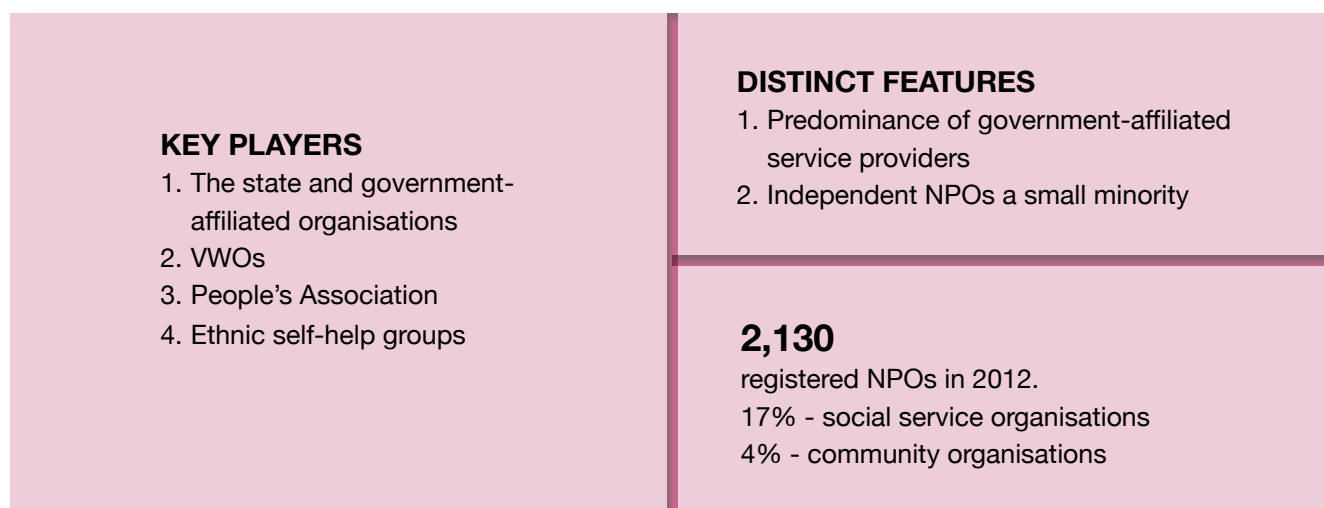 KEY PLAYERS
1. The state and government-
affiliated organisations
2. VWOs
3. People’s Association
4. Ethnic self-help groups
DISTINCT FEATURES
1. Predominance of government-affiliated
service providers
2. Independent NPOs a small minority
2,130
registered NPOs in 2012.
17% - social service organisations
4% - community organisations